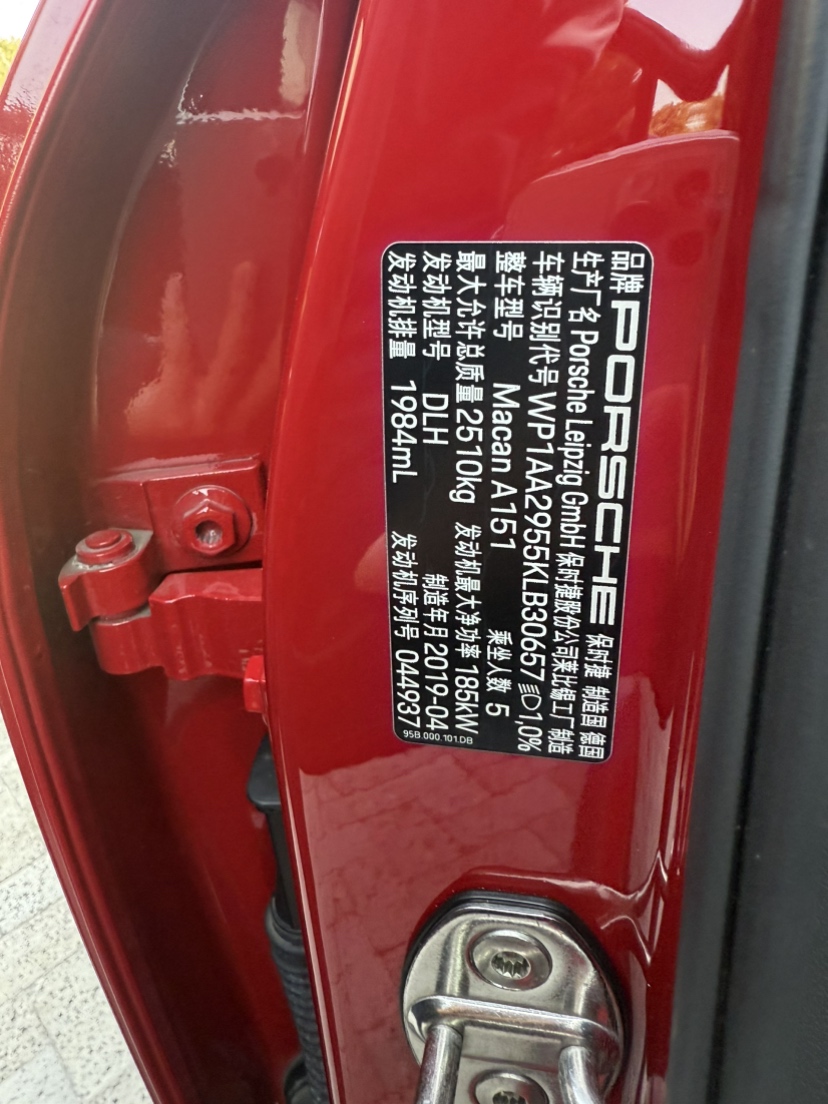 品牌 PORSCHE 保时捷 制造国 德国
生产厂名 Porsche Leipzig GmbH 保时捷股份公司莱比锡工厂制造
车辆识别代号 WP1AA2955KLB30657 1,0%
整车型号 Macan A151 乘坐人数 5
最大允许总质量 2510kg 发动机最大净功率 185kW
发动机型号 DLH 制造年月 2019-04
发动机排量 1984mL 发动机序列号 044937
95B.000.101.DB